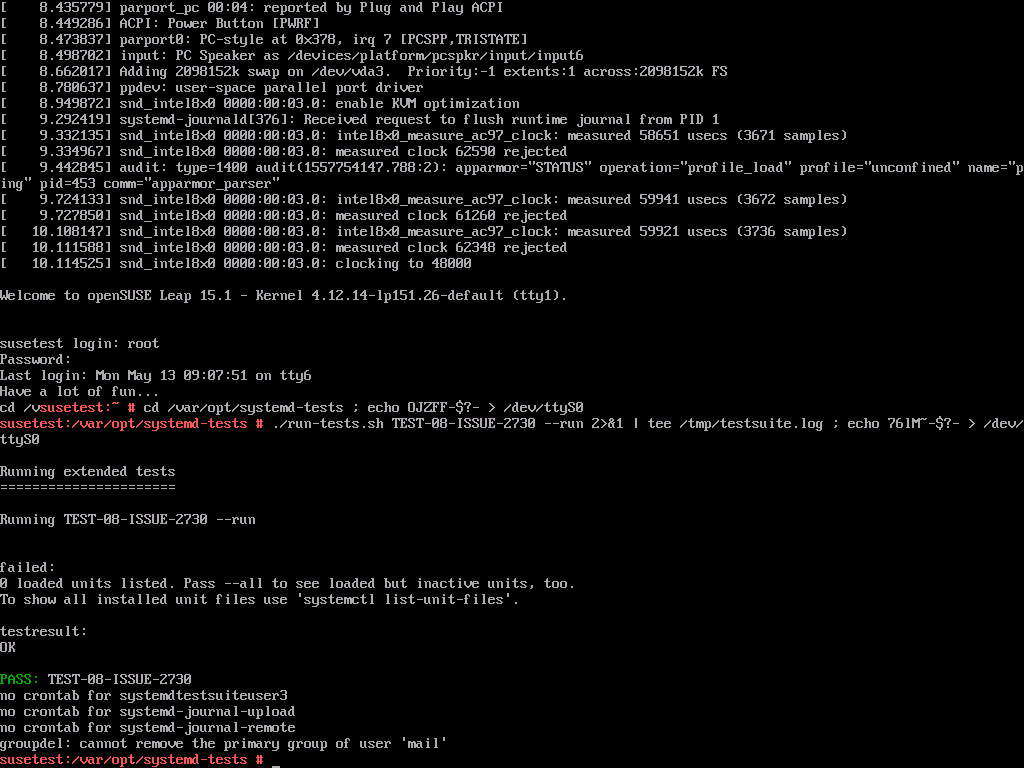 [    8.435779] parport_pc 00:04: reported by Plug and Play ACPI
[    8.449286] ACPI: Power Button [PWRF]
[    8.473837] parport0: PC-style at 0x378, irq 7 [PCSPP,TRISTATE]
[    8.498702] input: PC Speaker as /devices/platform/pcspkr/input/input6
[    8.662017] Adding 2098152k swap on /dev/vda3.  Priority:-1 extents:1 across:2098152k FS
[    8.780637] ppdev: user-space parallel port driver
[    8.949872] snd_intel8x0 0000:00:03.0: enable KVM optimization
[    9.292419] systemd-journald[376]: Received request to flush runtime journal from PID 1
[    9.332135] snd_intel8x0 0000:00:03.0: intel8x0_measure_ac97_clock: measured 58651 usecs (3671 samples)
[    9.334967] snd_intel8x0 0000:00:03.0: measured clock 62590 rejected
[    9.442845] audit: type=1400 audit(1557754147.788:2): apparmor="STATUS" operation="profile_load" profile="unconfined" name="p
ing" pid=453 comm="apparmor_parser"
[    9.724133] snd_intel8x0 0000:00:03.0: intel8x0_measure_ac97_clock: measured 59941 usecs (3672 samples)
[    9.727850] snd_intel8x0 0000:00:03.0: measured clock 61260 rejected
[   10.108147] snd_intel8x0 0000:00:03.0: intel8x0_measure_ac97_clock: measured 59921 usecs (3736 samples)
[   10.111588] snd_intel8x0 0000:00:03.0: measured clock 62348 rejected
[   10.114525] snd_intel8x0 0000:00:03.0: clocking to 48000
Welcome to openSUSE Leap 15.1 - Kernel 4.12.14-lp151.26-default (tty1).
susetest login: root
Password:
Last login: Mon May 13 09:07:51 on tty6
Have a lot of fun...
cd /vsusetest:~ # cd /var/opt/systemd-tests ; echo OJZFF-$?- > /dev/ttyS0
susetest:/var/opt/systemd-tests # ./run-tests.sh TEST-08-ISSUE-2730 --run 2>&1 | tee /tmp/testsuite.log ; echo 76lM~-$?- > /dev/
ttyS0
Running extended tests
======================
Running TEST-08-ISSUE-2730 --run
failed:
0 loaded units listed. Pass --all to see loaded but inactive units, too.
To show all installed unit files use 'systemctl list-unit-files'.
testresult:
OK
PASS: TEST-08-ISSUE-2730
no crontab for systemdtestsuiteuser3
no crontab for systemd-journal-upload
no crontab for systemd-journal-remote
groupdel: cannot remove the primary group of user 'mail'
susetest:/var/opt/systemd-tests # _